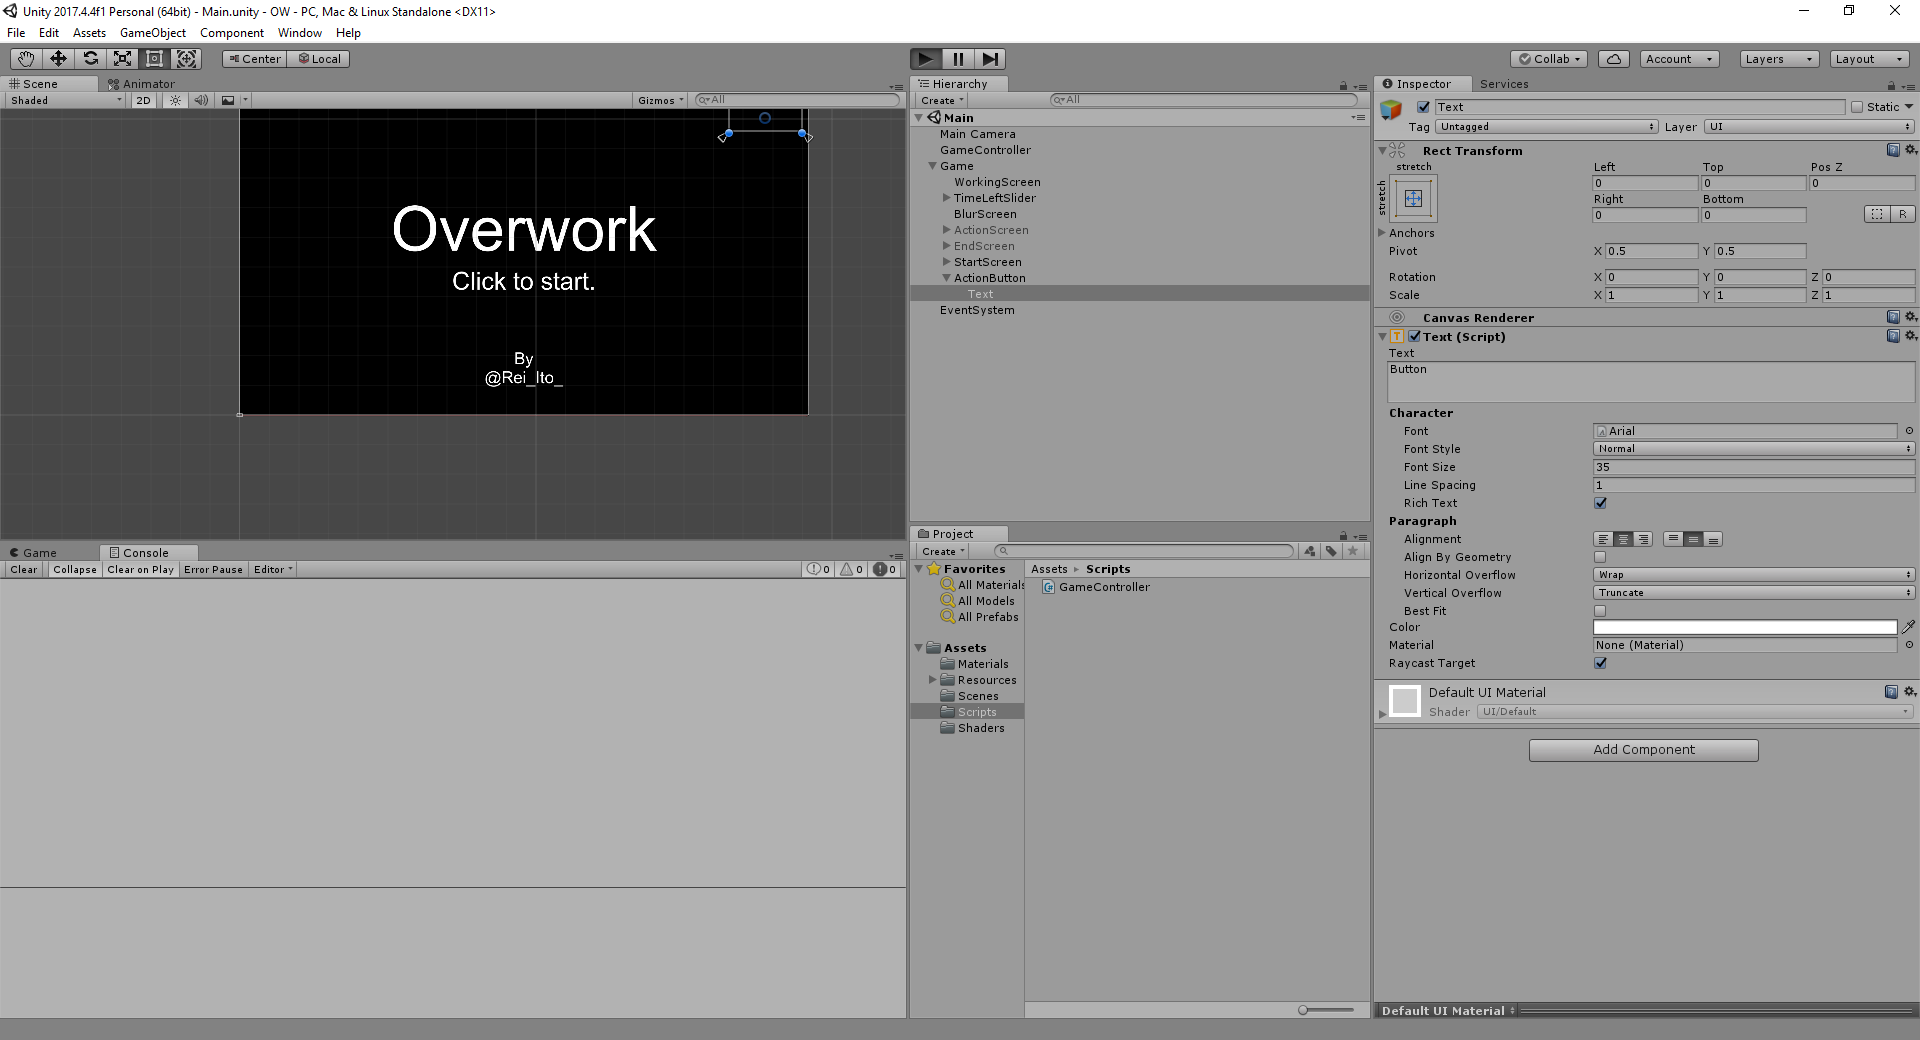 Unity 2017.4.4f1 Personal (64bit) - Main.unity - OW - PC, Mac & Linux Standalone <DX11>
File Edit Assets GameObject Component Window Help
Center Local
Collab Account Layers Layout
Scene Animator
Shaded 2D Gizmos All
Overwork
Click to start.
By
@Rei_Ito_
Game Console
Clear Collapse Clear on Play Error Pause Editor 0 0 0
Hierarchy
Create All
Main
Main Camera
GameController
Game
WorkingScreen
TimeLeftSlider
BlurScreen
ActionScreen
EndScreen
StartScreen
ActionButton
Text
EventSystem
Project
Create
Favorites
All Materials
All Models
All Prefabs
Assets
Materials
Resources
Scenes
Scripts
Shaders
Assets Scripts
GameController
Inspector Services
Text Static
Tag Untagged Layer UI
Rect Transform
stretch Left Top Pos Z
stretch 0 0 0
Right Bottom
0 0 R
Anchors
Pivot X 0.5 Y 0.5
Rotation X 0 Y 0 Z 0
Scale X 1 Y 1 Z 1
Canvas Renderer
T Text (Script)
Text
Button
Character
Font Arial
Font Style Normal
Font Size 35
Line Spacing 1
Rich Text
Paragraph
Alignment
Align By Geometry
Horizontal Overflow Wrap
Vertical Overflow Truncate
Best Fit
Color
Material None (Material)
Raycast Target
Default UI Material
Shader UI/Default
Add Component
Default UI Material